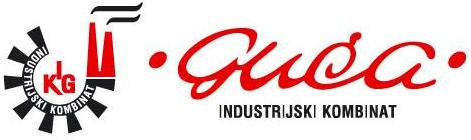 INDUSTRIJSKI KOMBINAT
IKG
• Guča •
INDUSTRIJSKI KOMBINAT